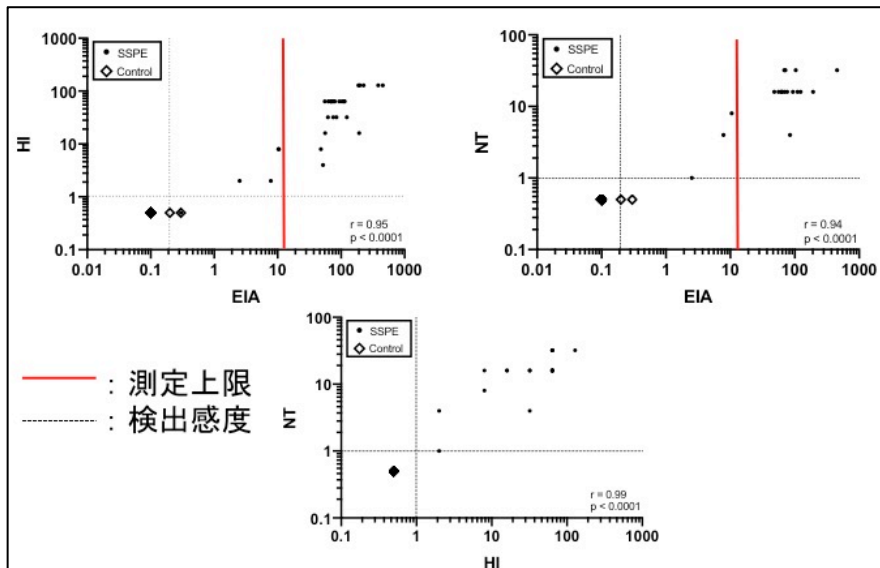 1000
100
10
1
0.1
HI
SSPE
Control
r = 0.95
p < 0.0001
0.01 0.1 1 10 100 1000
EIA
100
10
1
0.1
NT
SSPE
Control
r = 0.94
p < 0.0001
0.01 0.1 1 10 100 1000
EIA
100
10
1
0.1
NT
SSPE
Control
r = 0.99
p < 0.0001
0.1 1 10 100 1000
HI
: 測定上限
: 検出感度